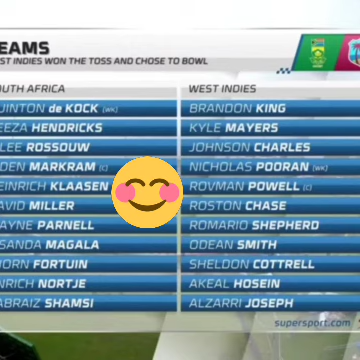 EAMS
ST INDIES WON THE TOSS AND CHOSE TO BOWL
OUTH AFRICA
UINTON de KOCK (WK)
EEZA HENDRICKS
LEE ROSSOUW
DEN MARKRAM (C)
EINRICH KLAASEN
AVID MILLER
AYNE PARNELL
SANDA MAGALA
JORN FORTUIN
NRICH NORTJE
ABRAIZ SHAMSI
WEST INDIES
BRANDON KING
KYLE MAYERS
JOHNSON CHARLES
NICHOLAS POORAN (WK)
ROVMAN POWELL (C)
ROSTON CHASE
ROMARIO SHEPHERD
ODEAN SMITH
SHELDON COTTRELL
AKEAL HOSEIN
ALZARRI JOSEPH
supersport.com